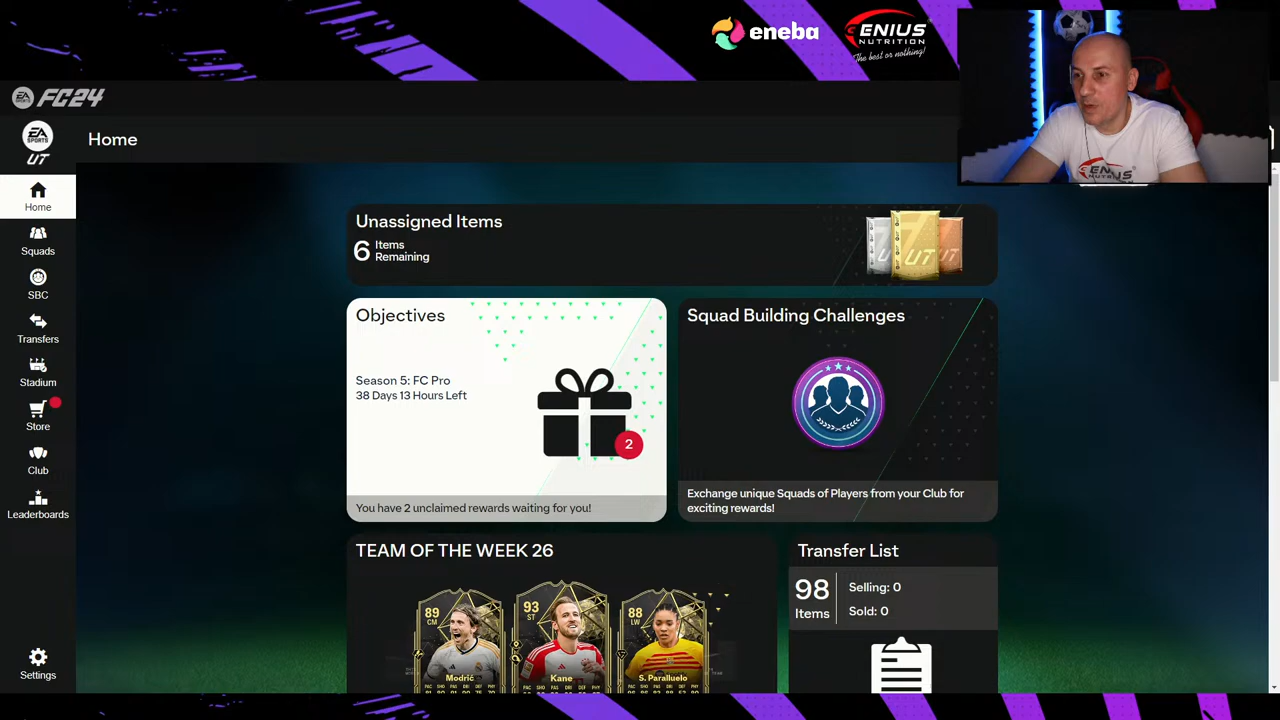 eneba
GENIUS
NUTRITION
The best or nothing!
EA SPORTS FC24
EA SPORTS
UT
Home
Home
Squads
SBC
Transfers
Stadium
Store
Club
Leaderboards
Settings
Unassigned Items
6 Items Remaining
UT
Objectives
Season 5: FC Pro
38 Days 13 Hours Left
2
You have 2 unclaimed rewards waiting for you!
Squad Building Challenges
Exchange unique Squads of Players from your Club for
exciting rewards!
TEAM OF THE WEEK 26
89
CM
Modrić
93
ST
Kane
88
LW
S. Paralluelo
Transfer List
98
Items
Selling: 0
Sold: 0